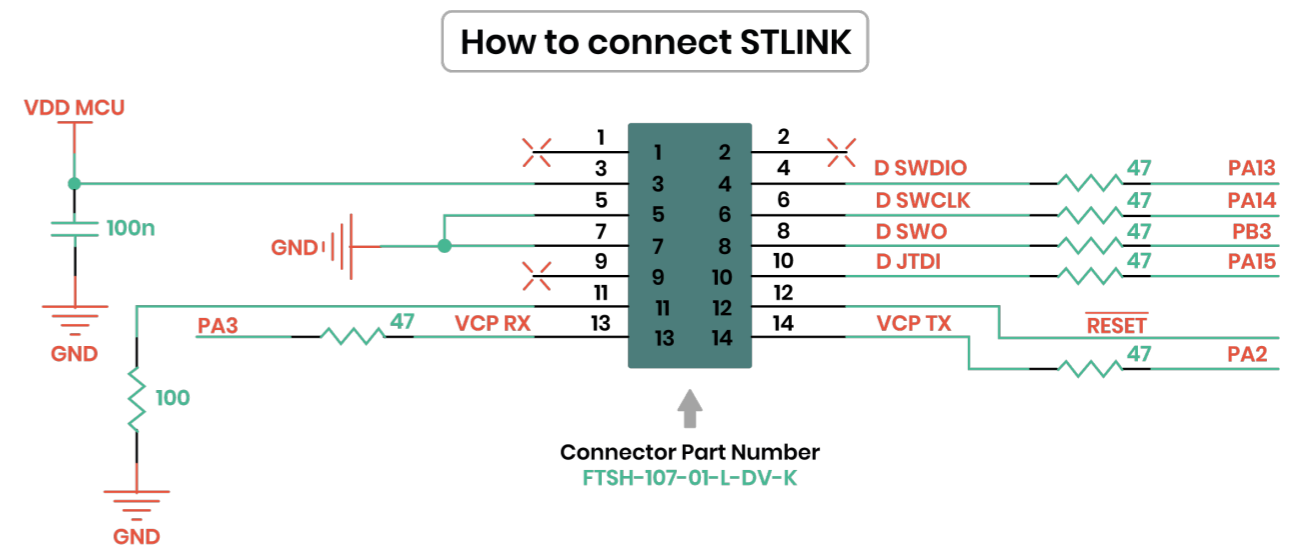 How to connect STLINK
VDD MCU
100n
GND
GND
1 1 2 2
3 3 4 4 D SWDIO 47 PA13
5 5 6 6 D SWCLK 47 PA14
7 7 8 8 D SWO 47 PB3
9 9 10 10 D JTDI 47 PA15
11 11 12 12 RESET
PA3 47 VCP RX 13 13 14 14 VCP TX 47 PA2
100
GND
Connector Part Number
FTSH-107-01-L-DV-K